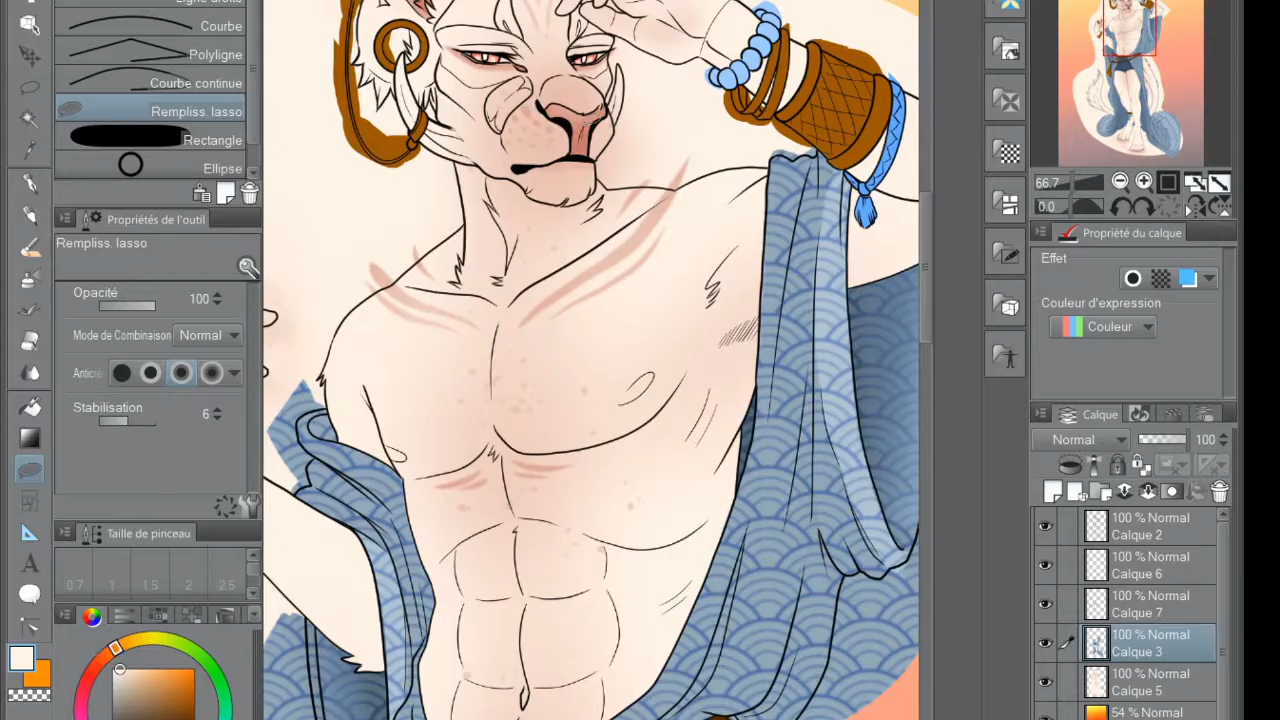 Ligne droite
Courbe
Polyligne
Courbe continue
Rempliss. lasso
Rectangle
Ellipse
Propriétés de l'outil
Rempliss. lasso
Opacité 100
Mode de Combinaison Normal
Anticré
Stabilisation 6
Taille de pinceau
0.7 1 1.5 2 2.5
66.7
0.0
Propriété du calque
Effet
Couleur d'expression
Couleur
Calque
Normal 100
100 % Normal
Calque 2
100 % Normal
Calque 6
100 % Normal
Calque 7
100 % Normal
Calque 3
100 % Normal
Calque 5
54 % Normal